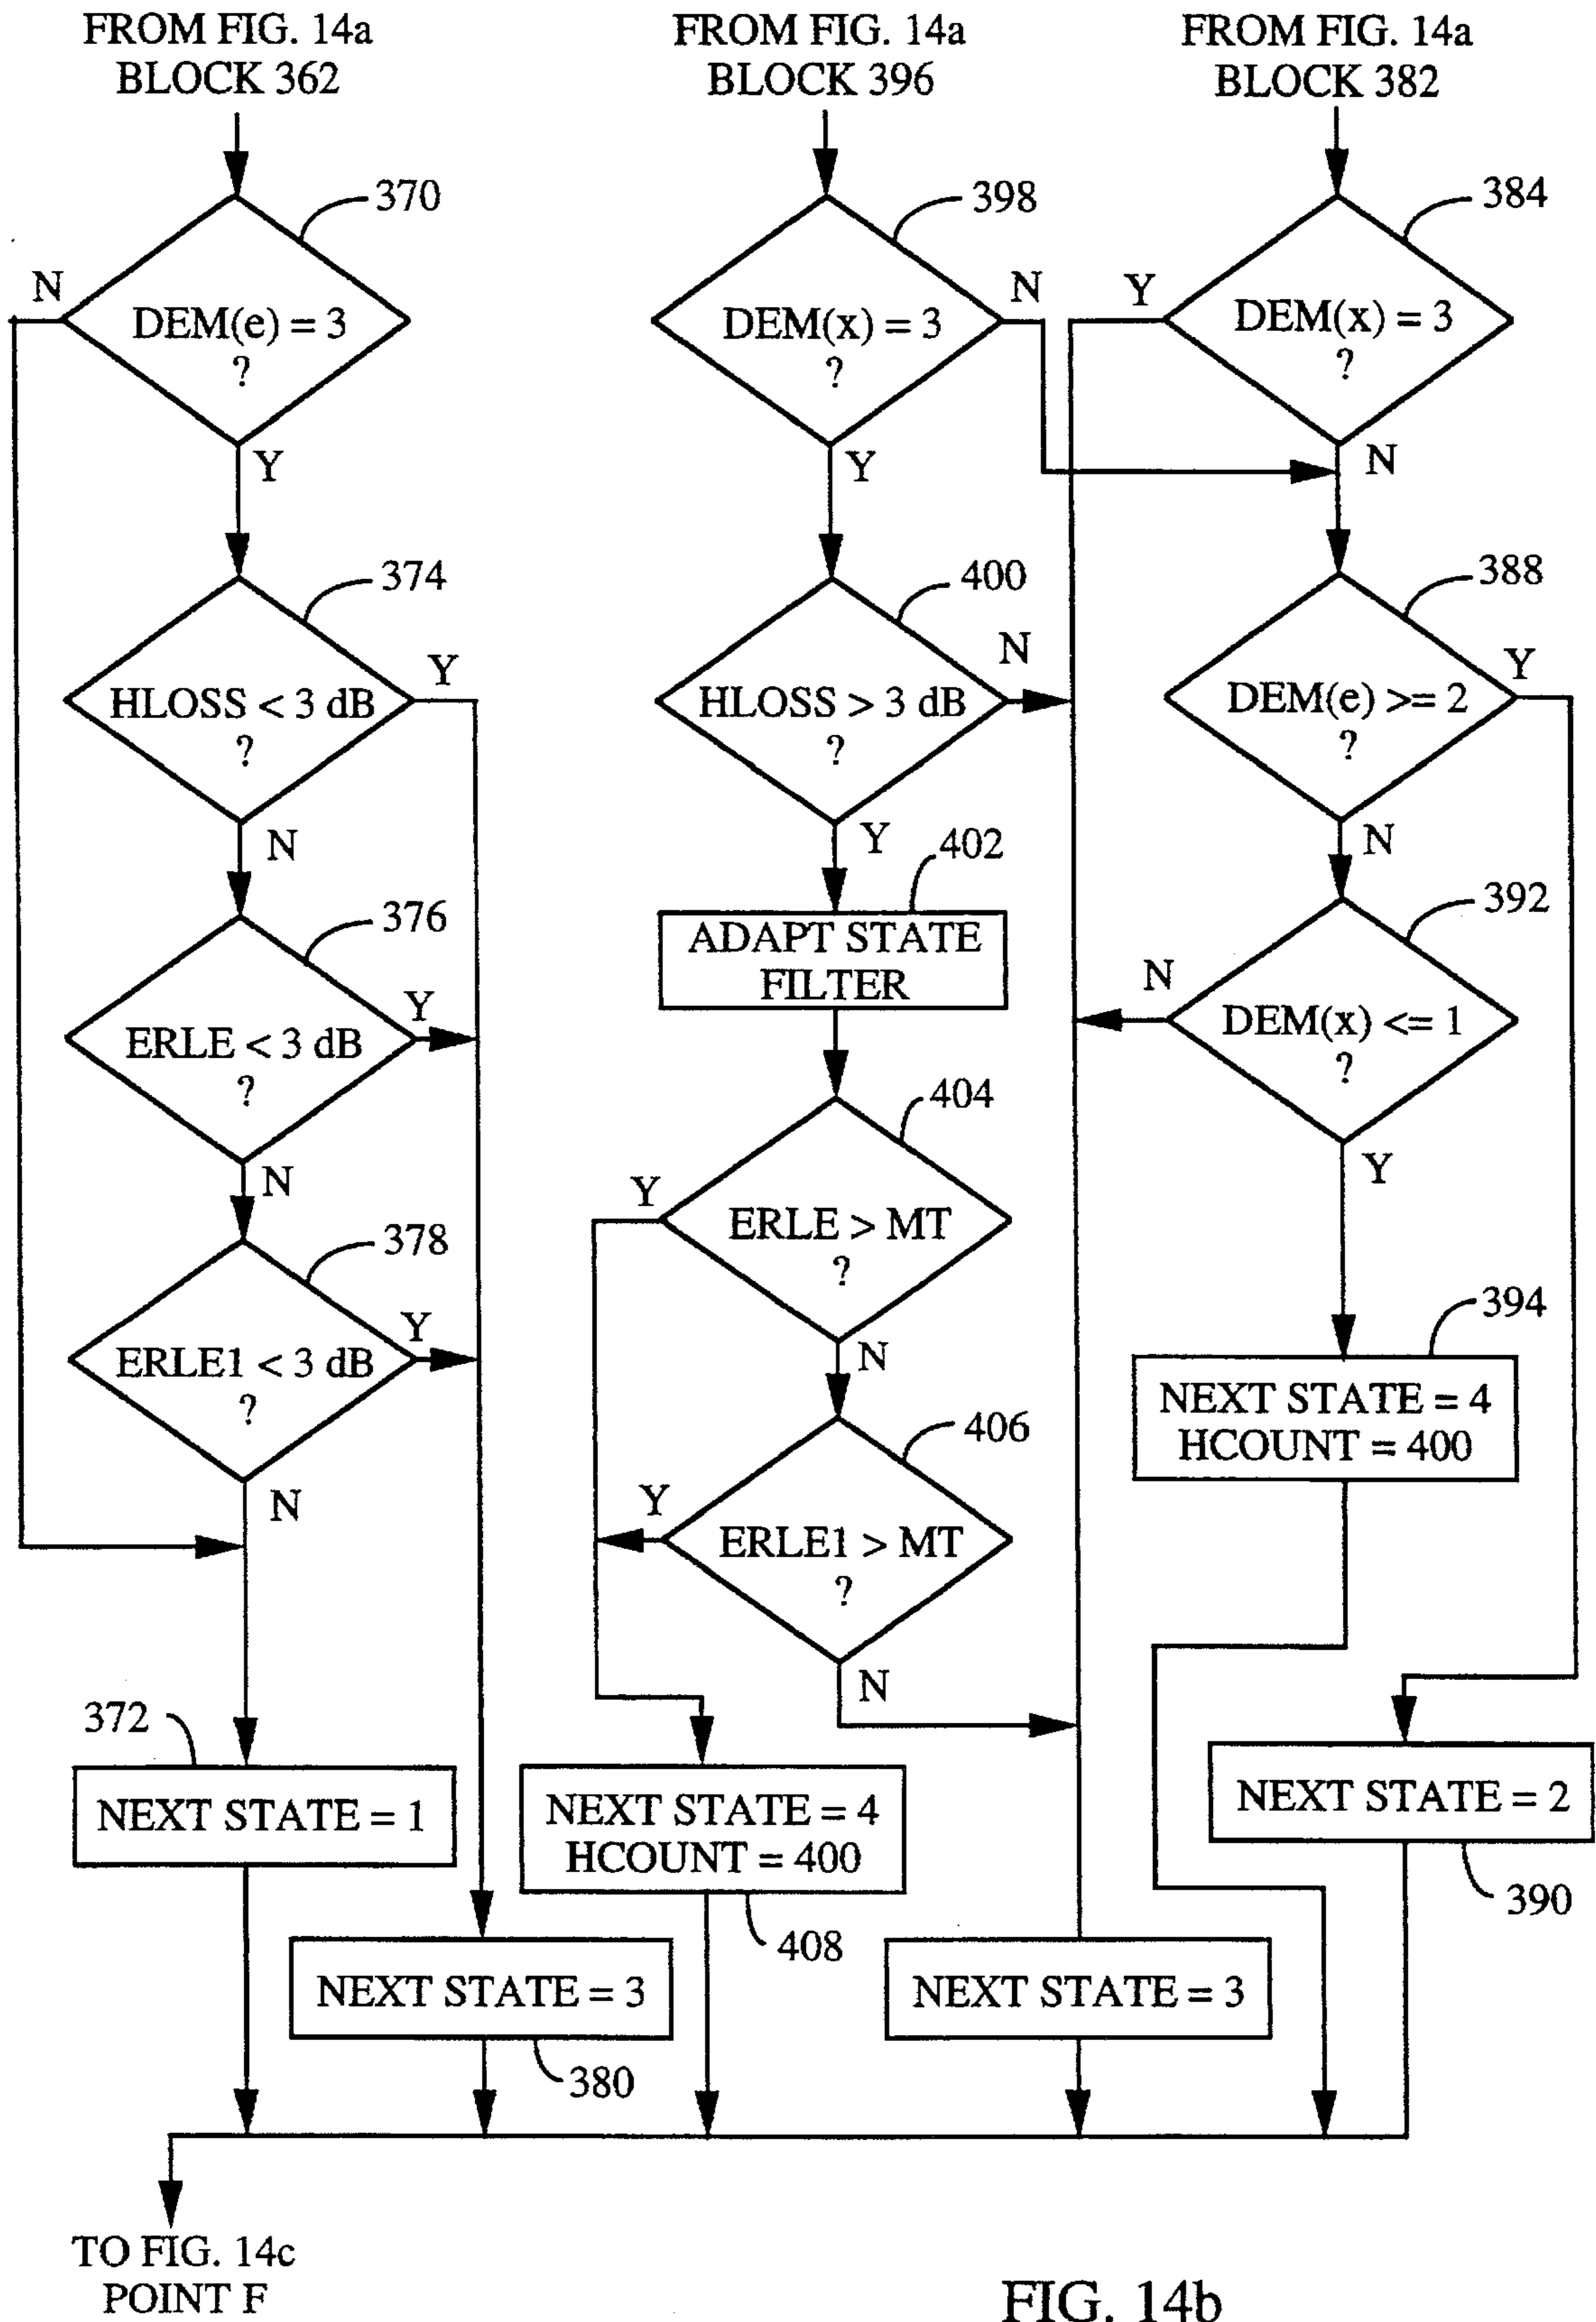 FROM FIG. 14a
BLOCK 362
FROM FIG. 14a
BLOCK 396
FROM FIG. 14a
BLOCK 382
370
N
DEM(e) = 3
?
Y
398
N
DEM(x) = 3
?
Y
384
Y
DEM(x) = 3
?
N
374
Y
HLOSS < 3 dB
?
N
400
N
HLOSS > 3 dB
?
Y
388
Y
DEM(e) >= 2
?
N
402
ADAPT STATE
FILTER
376
Y
ERLE < 3 dB
?
N
392
N
DEM(x) <= 1
?
Y
404
Y
ERLE > MT
?
N
378
Y
ERLE1 < 3 dB
?
N
394
NEXT STATE = 4
HCOUNT = 400
406
Y
ERLE1 > MT
?
N
372
NEXT STATE = 1
NEXT STATE = 4
HCOUNT = 400
408
NEXT STATE = 2
390
NEXT STATE = 3
380
NEXT STATE = 3
TO FIG. 14c
POINT F
FIG. 14b